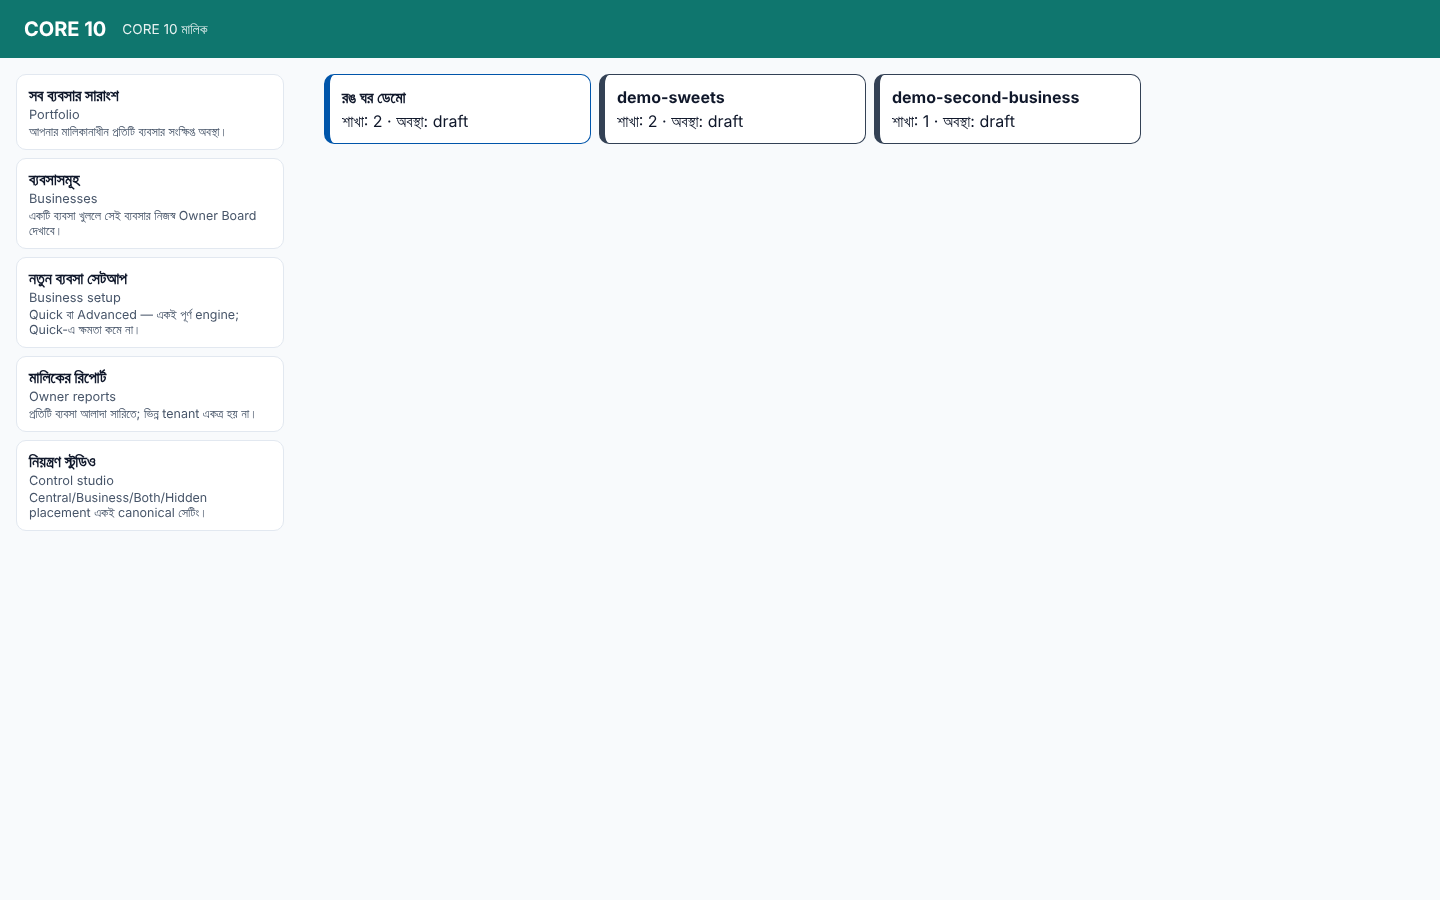 CORE 10
CORE 10 মালিক
সব ব্যবসার সারাংশ
Portfolio
আপনার মালিকানাধীন প্রতিটি ব্যবসার সংক্ষিপ্ত অবস্থা।
ব্যবসাসমূহ
Businesses
একটি ব্যবসা খুললে সেই ব্যবসার নিজস্ব Owner Board
দেখাবে।
নতুন ব্যবসা সেটআপ
Business setup
Quick বা Advanced — একই পূর্ণ engine;
Quick-এ ক্ষমতা কমে না।
মালিকের রিপোর্ট
Owner reports
প্রতিটি ব্যবসা আলাদা সারিতে; ভিন্ন tenant একত্র হয় না।
নিয়ন্ত্রণ স্টুডিও
Control studio
Central/Business/Both/Hidden
placement একই canonical সেটিং।
রঙ ঘর ডেমো
শাখা: 2 · অবস্থা: draft
demo-sweets
শাখা: 2 · অবস্থা: draft
demo-second-business
শাখা: 1 · অবস্থা: draft